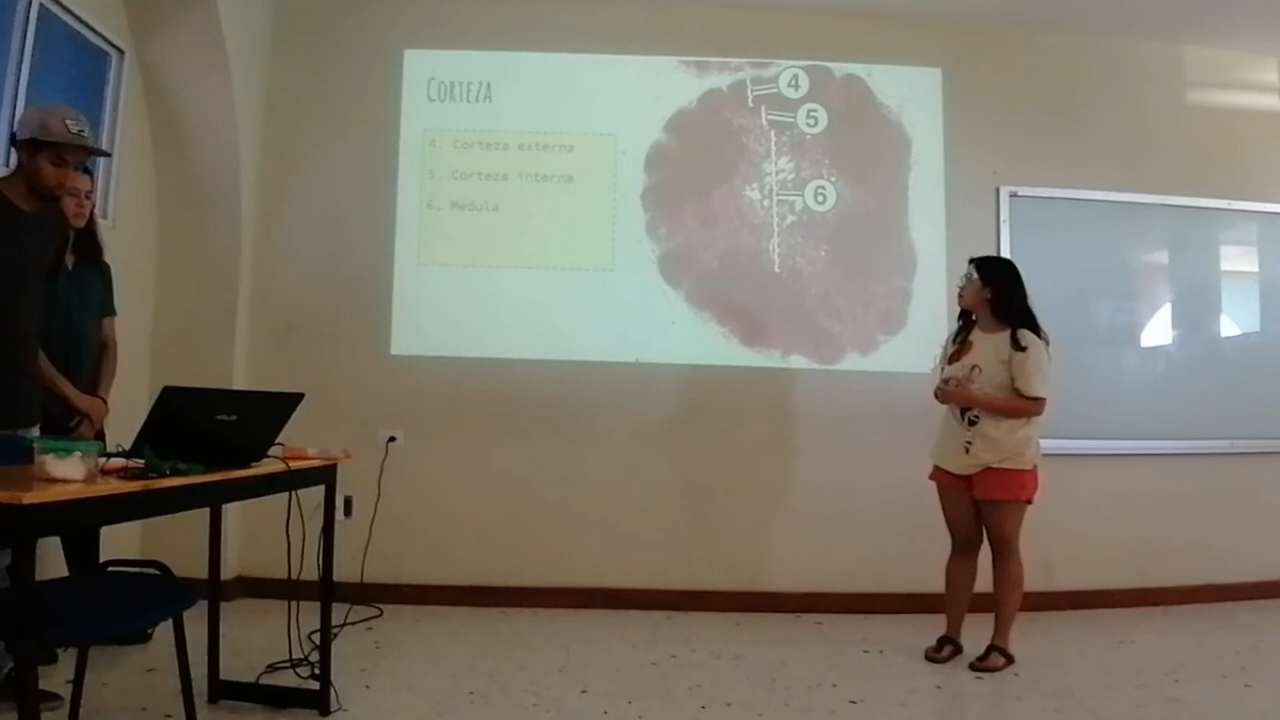 CORTEZA
4. Corteza externa
5. Corteza interna
6. Médula
4
5
6